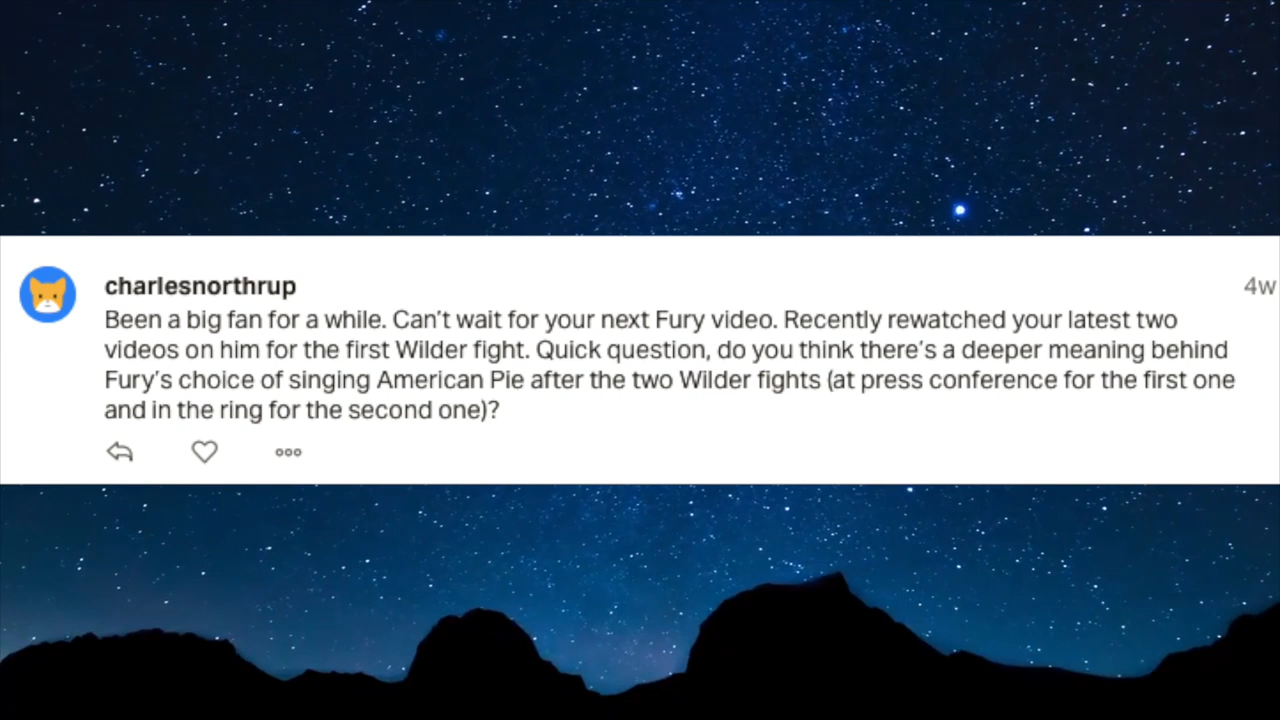 charlesnorthrup
4w
Been a big fan for a while. Can't wait for your next Fury video. Recently rewatched your latest two
videos on him for the first Wilder fight. Quick question, do you think there's a deeper meaning behind
Fury's choice of singing American Pie after the two Wilder fights (at press conference for the first one
and in the ring for the second one)?